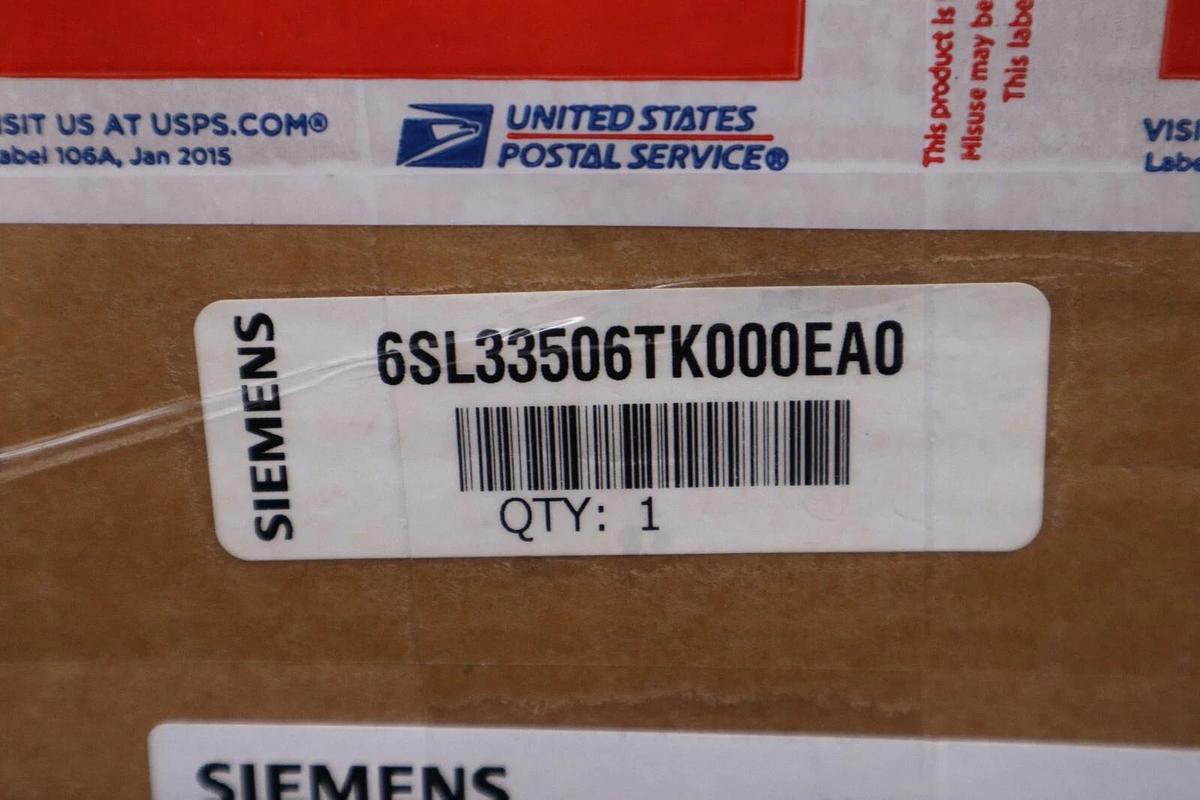 ISIT US AT USPS.COM®
abel 106A, Jan 2015
UNITED STATES
POSTAL SERVICE®
This product is
Misuse may be
This labe
VISI
Labe
SIEMENS
6SL33506TK000EA0
QTY: 1
SIEMENS